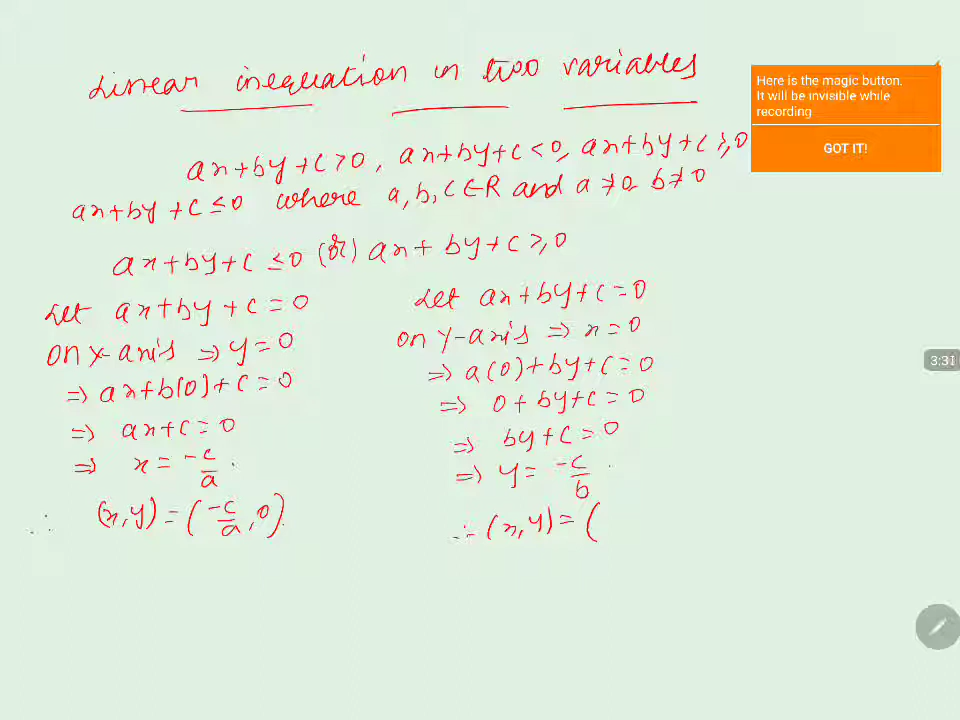 Linear inequation in two variables
ax+by+c>0, ax+by+c<0, ax+by+c≥0
ax+by+c≤0 where a,b,c∈R and a≠0 b≠0
ax+by+c≤0 (or) ax+by+c≥0
Let ax+by+c=0
on x-axis ⇒ y=0
⇒ ax+b(0)+c=0
⇒ ax+c=0
⇒ x=-c/a
∴ (x,y)=(-c/a,0)
Let ax+by+c=0
on y-axis ⇒ x=0
⇒ a(0)+by+c=0
⇒ 0+by+c=0
⇒ by+c=0
⇒ y=-c/b
∴ (x,y)=(
Here is the magic button.
It will be invisible while
recording
GOT IT!
3:31